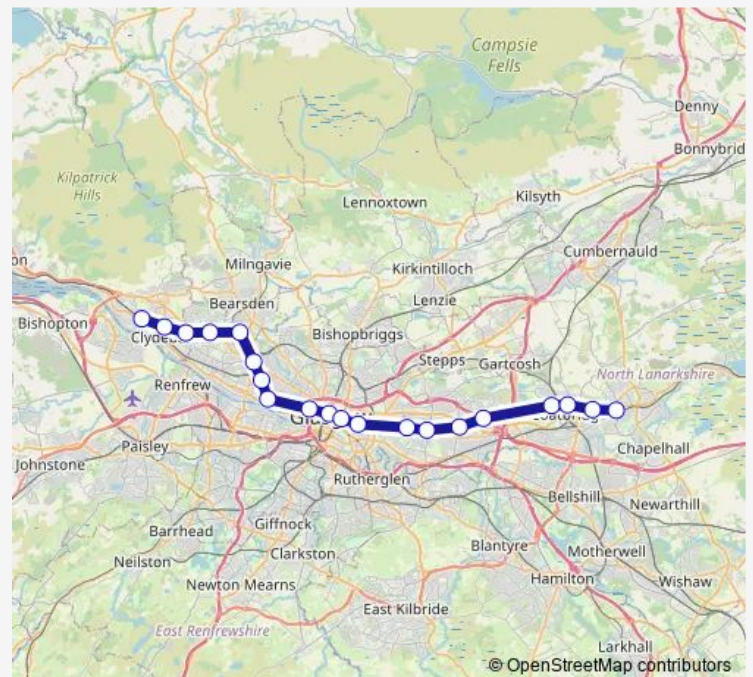 Campsie
Fells
Denny
Bonnybrid
Kilpatrick
Hills
Lennoxtown
Kilsyth
Cumbernauld
on
Milngavie
Kirkintilloch
Bearsden
Lenzie
Bishopton
Bishopbriggs
Stepps
Gartcosh
Renfrew
North Lanarkshire
Paisley
Chapelhall
Johnstone
Rutherglen
Bellshill
Newarthill
Barrhead
Giffnock
Blantyre
Motherwell
Neilston
Clarkston
Newton Mearns
Hamilton
Wishaw
East Kilbride
East Renfrewshire
Larkhall
© OpenStreetMap contributors